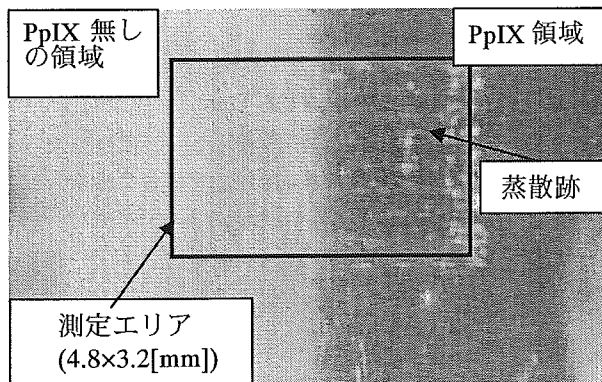 PpIX 無し
の領域
PpIX 領域
蒸散跡
測定エリア
(4.8×3.2[mm])